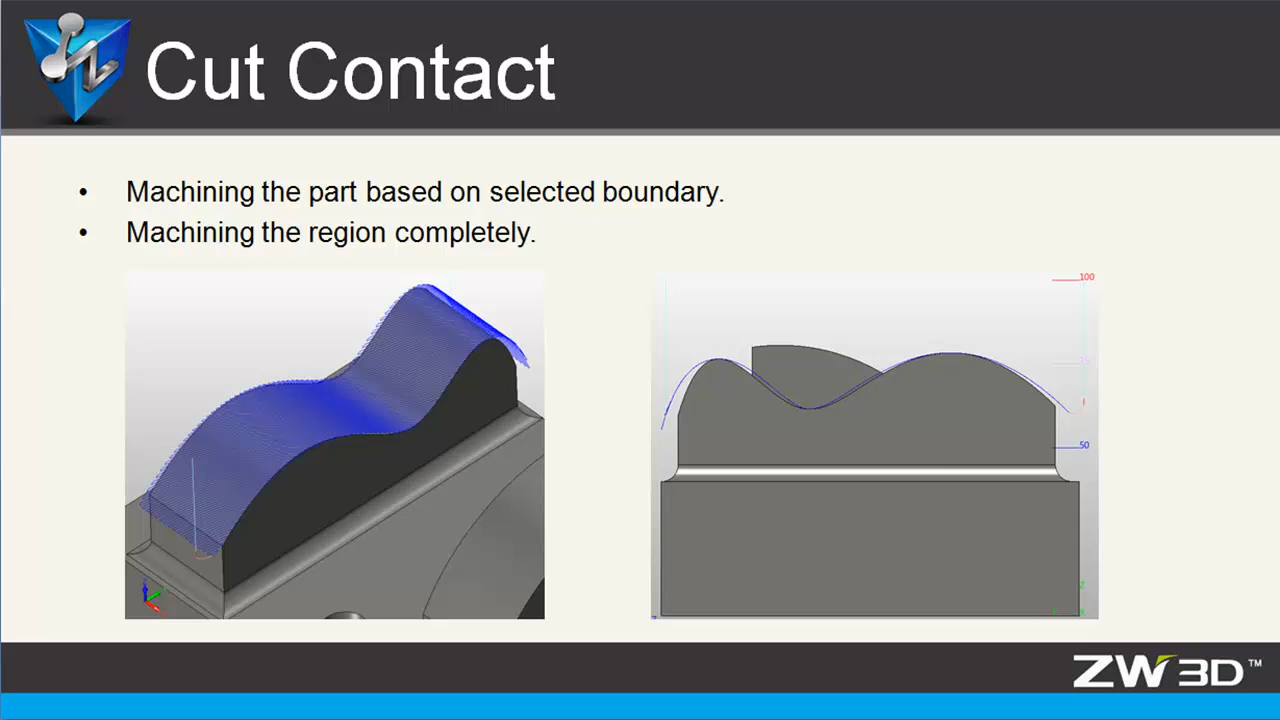 Cut Contact
• Machining the part based on selected boundary.
• Machining the region completely.
100
50
Z
X
ZW3D™